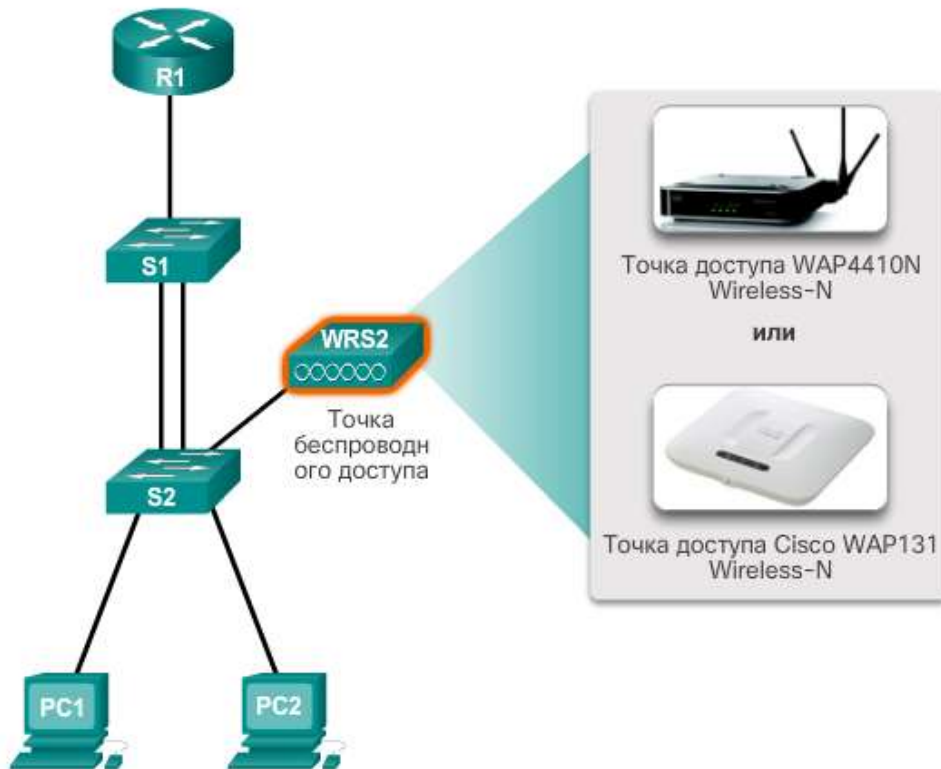 R1
S1
WRS2
Точка
беспроводн
ого доступа
S2
PC1
PC2
Точка доступа WAP4410N
Wireless-N
или
Точка доступа Cisco WAP131
Wireless-N